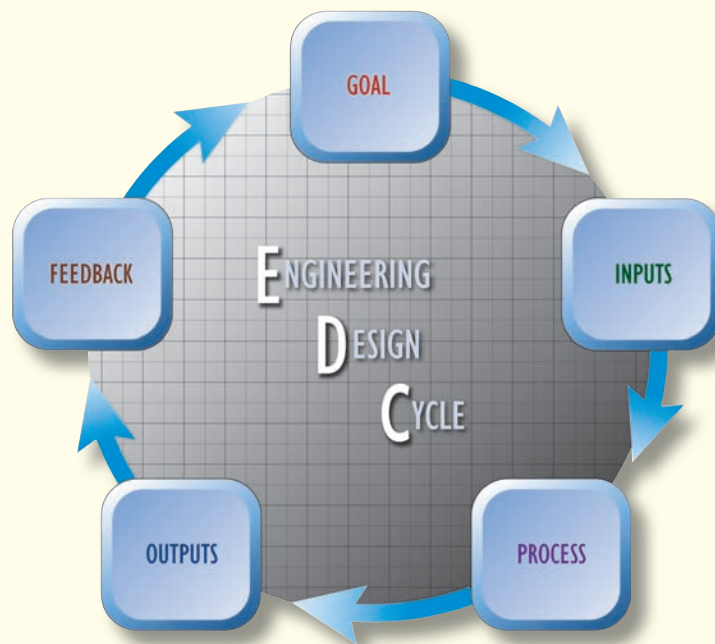 GOAL
FEEDBACK
INPUTS
ENGINEERING
DESIGN
CYCLE
OUTPUTS
PROCESS